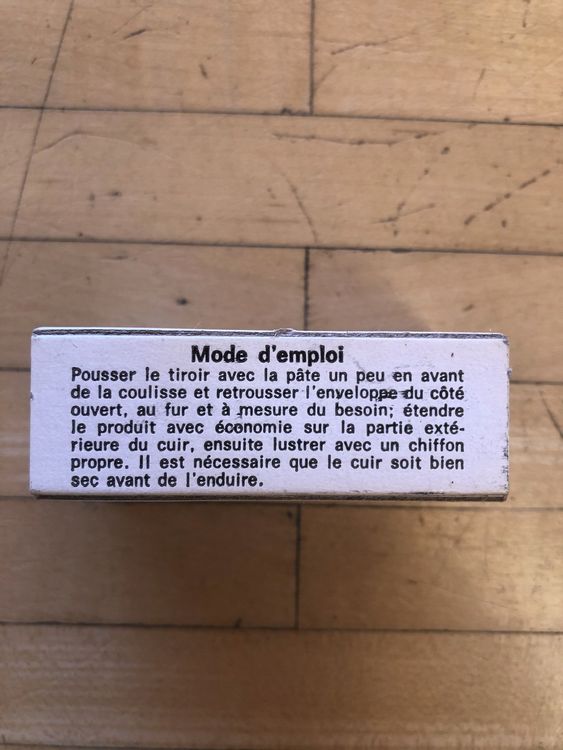 Mode d'emploi
Pousser le tiroir avec la pâte un peu en avant
de la coulisse et retrousser l'enveloppe du côté
ouvert, au fur et à mesure du besoin; étendre
le produit avec économie sur la partie exté-
rieure du cuir, ensuite lustrer avec un chiffon
propre. Il est nécessaire que le cuir soit bien
sec avant de l'enduire.